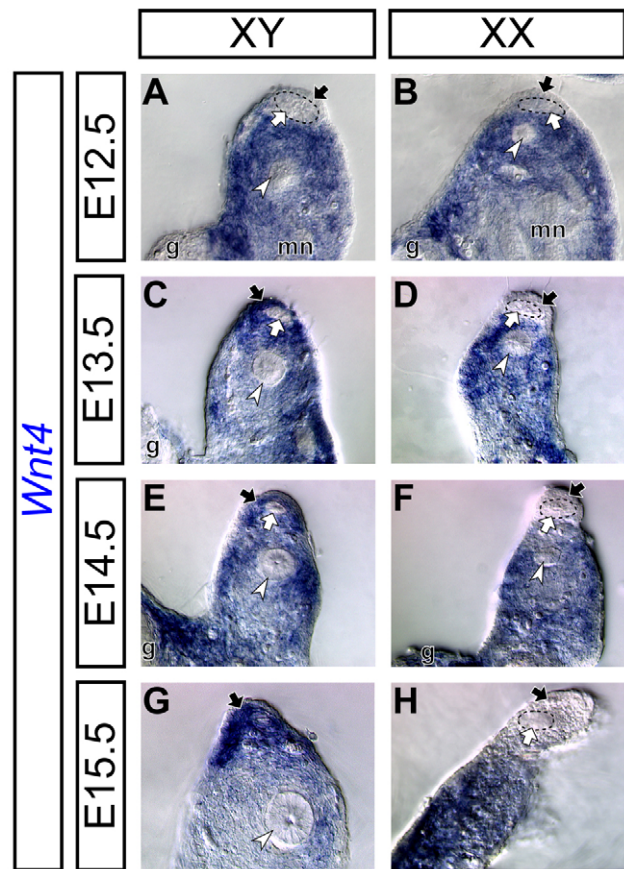 XY XX
Wnt4
E12.5
A B
g mn g mn
E13.5
C D
g
E14.5
E F
g g
E15.5
G H